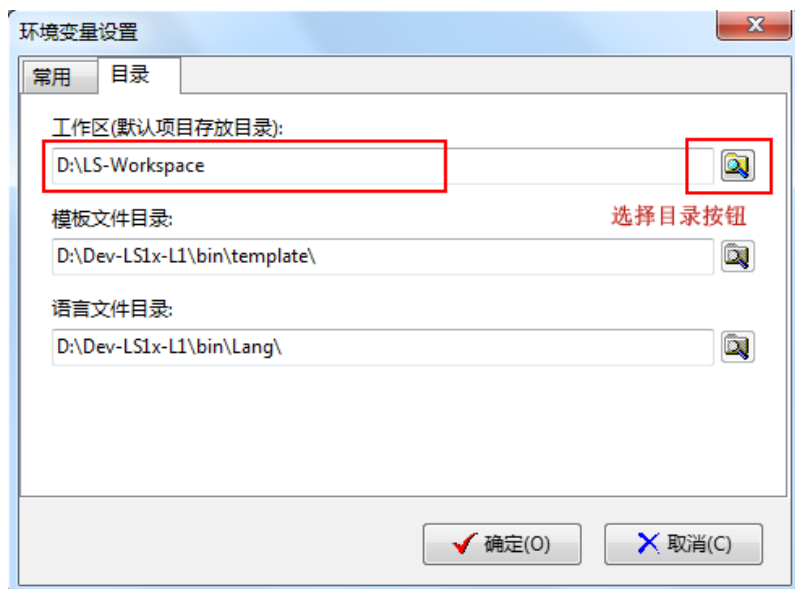 环境变量设置
常用 目录
工作区(默认项目存放目录):
D:\LS-Workspace
模板文件目录:
选择目录按钮
D:\Dev-LS1x-L1\bin\template\
语言文件目录:
D:\Dev-LS1x-L1\bin\Lang\
确定(O) 取消(C)